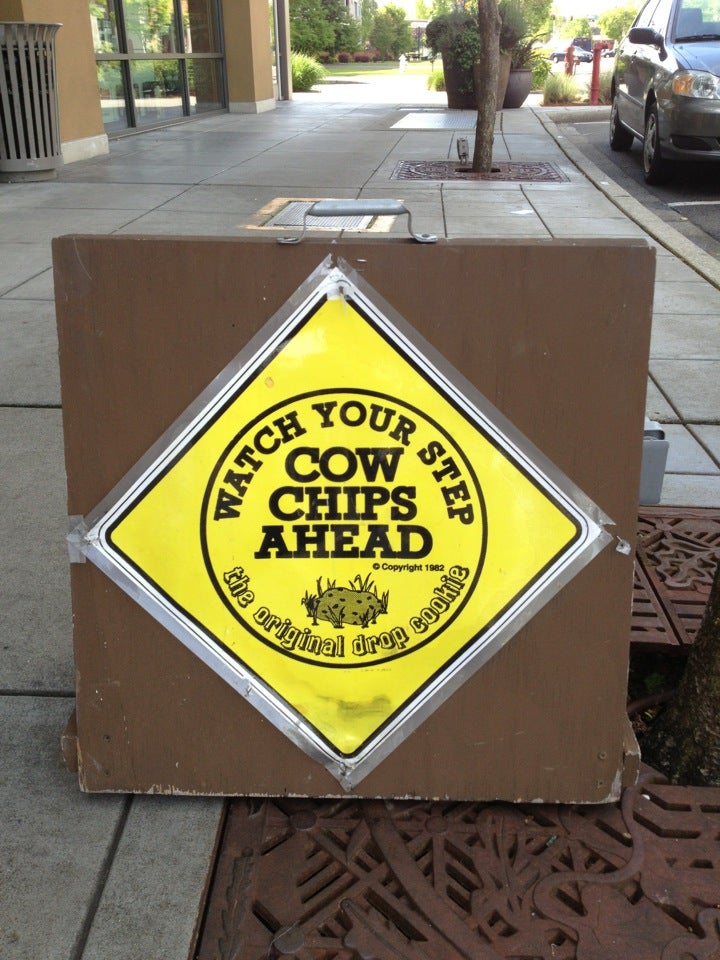 WATCH YOUR STEP
COW
CHIPS
AHEAD
© Copyright 1982
the original drop cookie